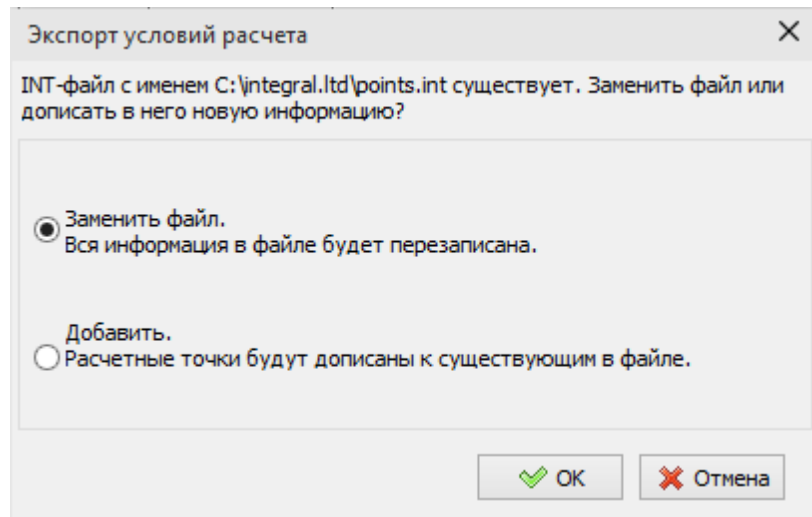 Экспорт условий расчета
INT-файл с именем C:\integral.ltd\points.int существует. Заменить файл или
дописать в него новую информацию?
Заменить файл.
Вся информация в файле будет перезаписана.
Добавить.
Расчетные точки будут дописаны к существующим в файле.
OK
Отмена